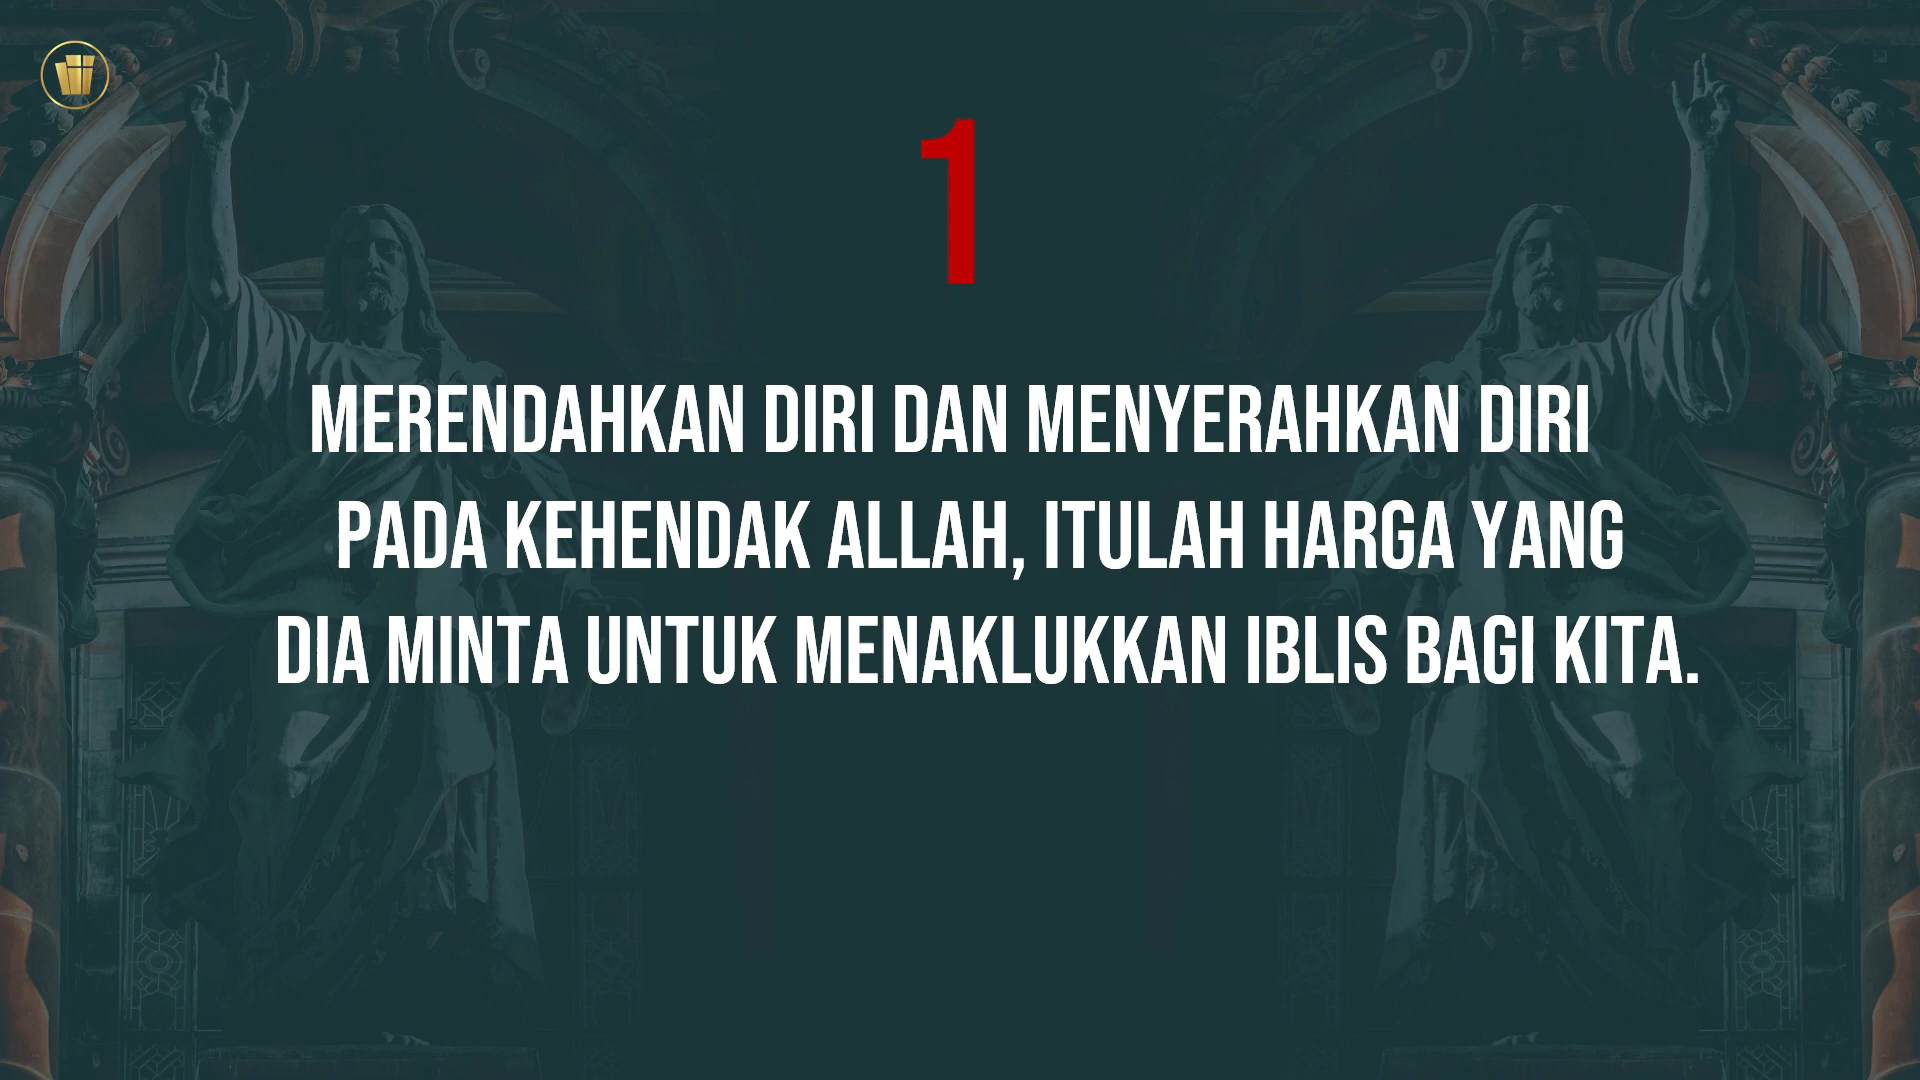 1
MERENDAHKAN DIRI DAN MENYERAHKAN DIRI
PADA KEHENDAK ALLAH, ITULAH HARGA YANG
DIA MINTA UNTUK MENAKLUKKAN IBLIS BAGI KITA.